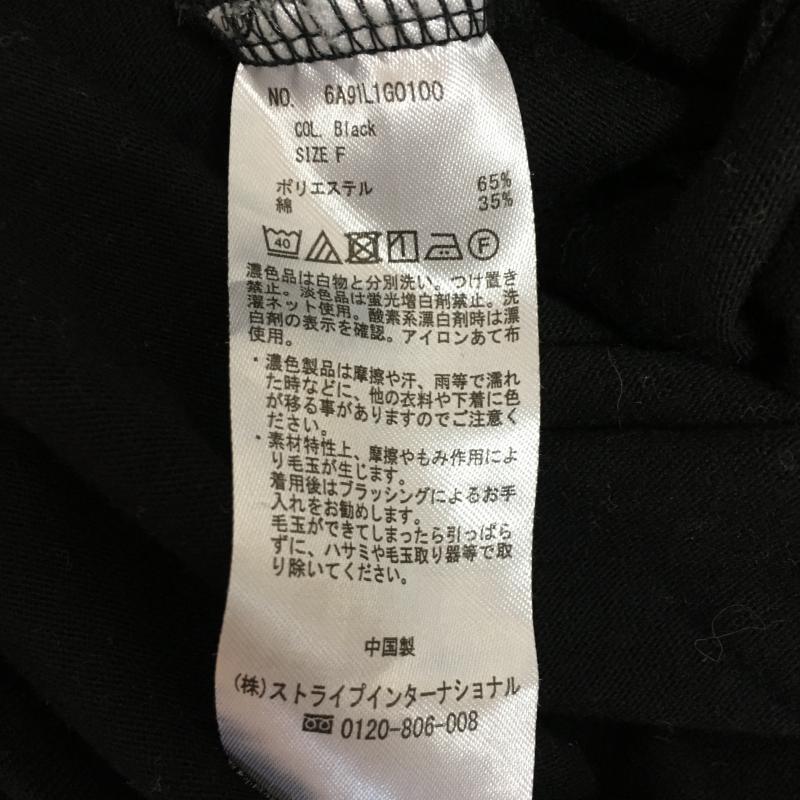 NO. 6A91L1G0100
COL. Black
SIZE F
ポリエステル 65%
綿 35%
40 F
濃色品は白物と分別洗い。つけ置き
禁止。淡色品は蛍光増白剤禁止。洗
濯ネット使用。酸素系漂白剤時は漂
白剤の表示を確認。アイロンあて布
使用。
・濃色製品は摩擦や汗、雨等で濡れ
た時などに、他の衣料や下着に色
が移る事がありますのでご注意く
ださい。
・素材特性上、摩擦やもみ作用によ
り毛玉が生じます。
着用後はブラッシングによるお手
入れをお勧めします。
毛玉ができてしまったら引っぱら
ずに、ハサミや毛玉取り器等で取
り除いてください。
中国製
(株)ストライプインターナショナル
0120-806-008